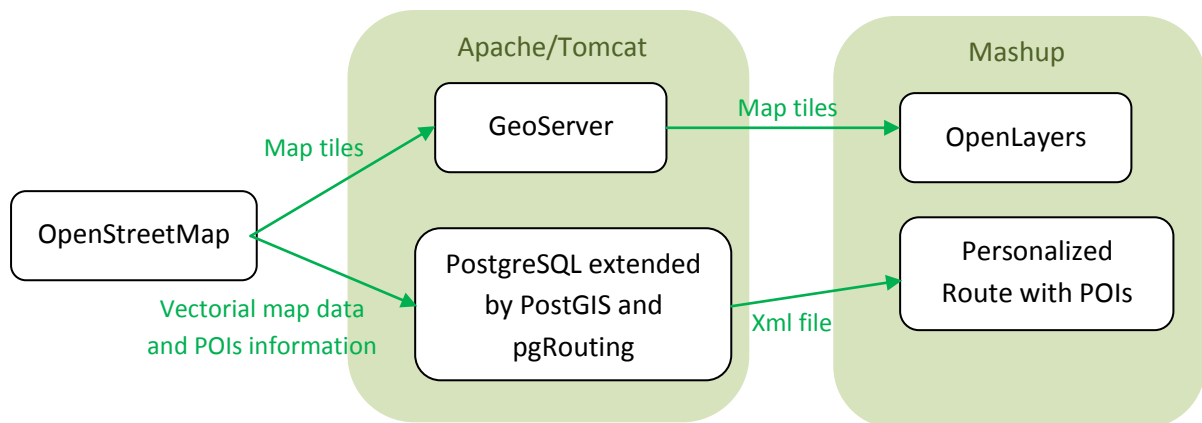 Apache/Tomcat
Mashup
GeoServer
Map tiles
OpenLayers
Map tiles
OpenStreetMap
PostgreSQL extended
by PostGIS and
pgRouting
Personalized
Route with POIs
Vectorial map data
and POIs information
Xml file